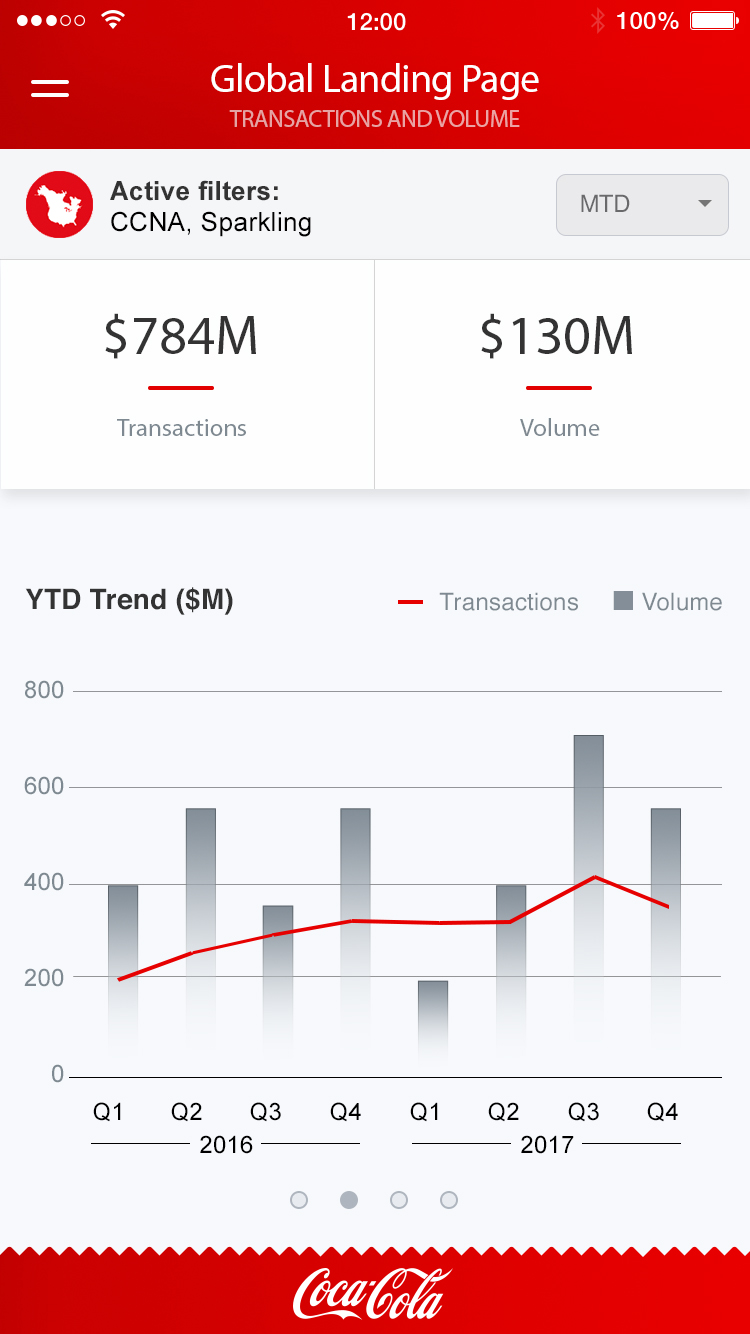 12:00
100%
Global Landing Page
TRANSACTIONS AND VOLUME
Active filters:
CCNA, Sparkling
MTD
$784M
$130M
Transactions
Volume
YTD Trend ($M)
Transactions
Volume
800
600
400
200
0
Q1 Q2 Q3 Q4 Q1 Q2 Q3 Q4
2016 2017
Coca-Cola